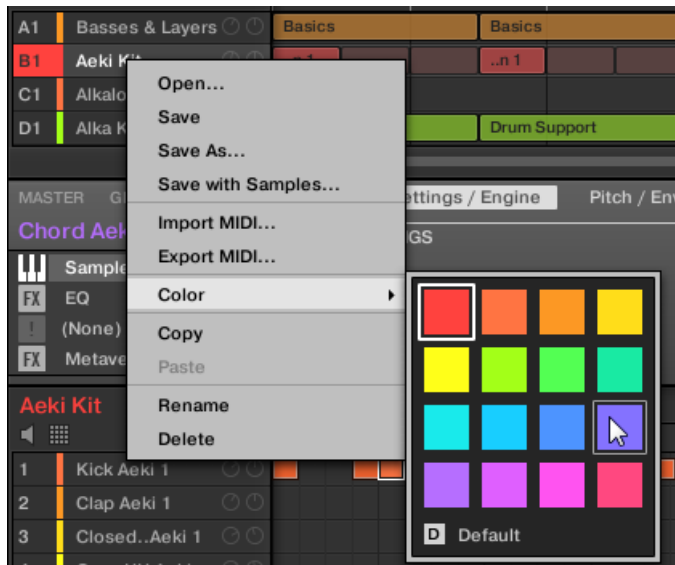 A1 Basses & Layers Basics Basics
B1 Aeki ..n 1
C1 Alkalo
D1 Alka Drum Support
Open...
Save
Save As...
Save with Samples...
Import MIDI...
Export MIDI...
Color
Copy
Paste
Rename
Delete
MASTER G ettings / Engine Pitch / Env
Chord Aek GS
Sample
FX EQ
! (None)
FX Metave
D Default
Aeki Kit
1 Kick Aeki 1
2 Clap Aeki 1
3 Closed..Aeki 1